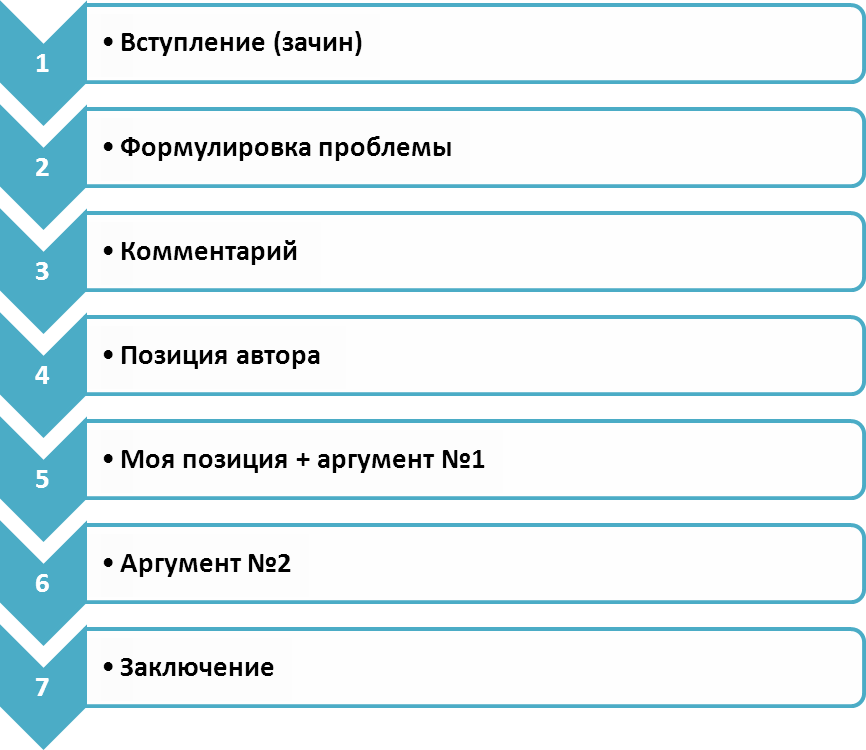 1
• Вступление (зачин)
2
• Формулировка проблемы
3
• Комментарий
4
• Позиция автора
5
• Моя позиция + аргумент №1
6
• Аргумент №2
7
• Заключение